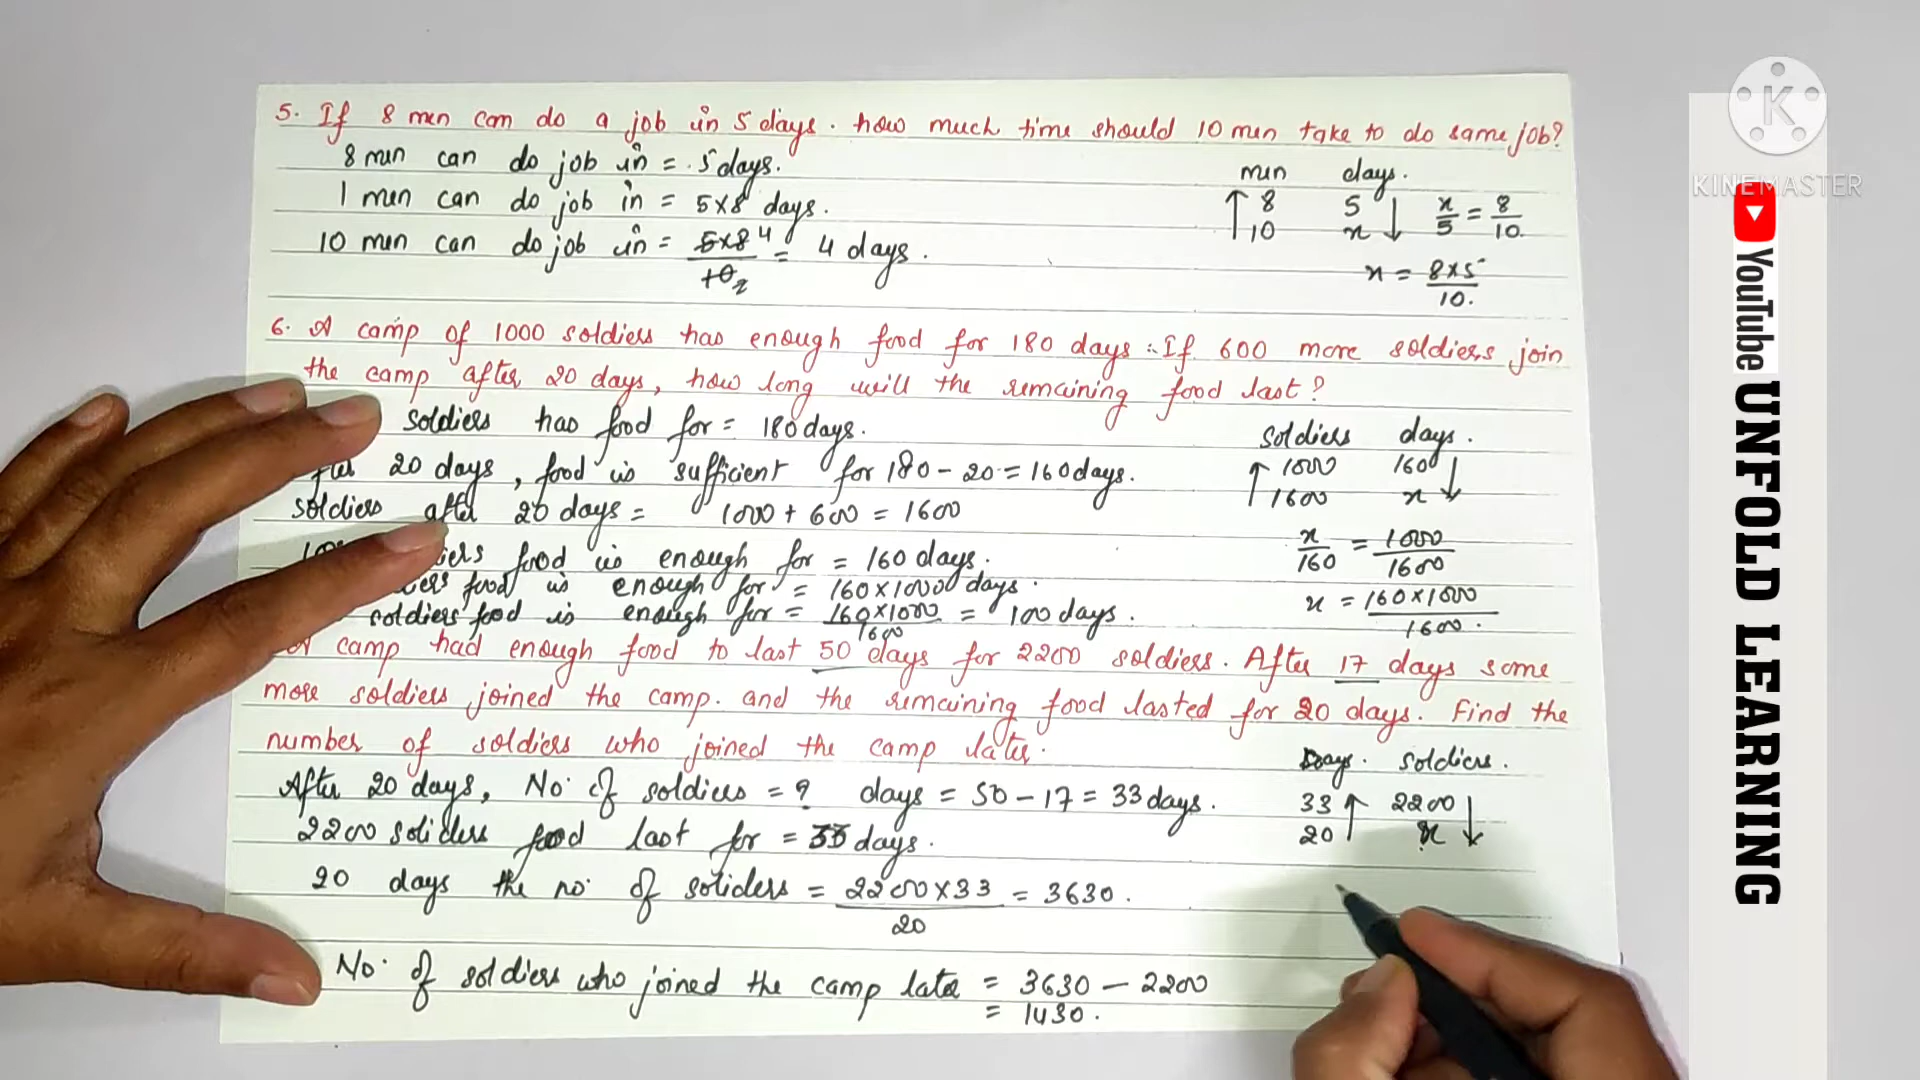 5. If 8 men can do a job in 5 days. how much time should 10 men take to do same job?
8 men can do job in = 5 days.
1 men can do job in = 5×8 days.
10 men can do job in = 5×8 4 / 10 2 = 4 days.
men days.
8 5
10 x
x/5 = 8/10
x = 8×5/10.
6. A camp of 1000 soldiers has enough food for 180 days. If 600 more soldiers join
the camp after 20 days, how long will the remaining food last?
soldiers has food for = 180 days.
20 days, food is sufficient for 180 - 20 = 160 days.
soldiers after 20 days = 1000 + 600 = 1600
food is enough for = 160 days.
food is enough for = 160×1000 days.
soldiers food is enough for = 160×1000/1600 = 100 days.
soldiers days.
1000 160
1600 x
x/160 = 1000/1600
x = 160×1000/1600.
A camp had enough food to last 50 days for 2200 soldiers. After 17 days some
more soldiers joined the camp. and the remaining food lasted for 20 days. Find the
number of soldiers who joined the camp later.
After 20 days, No. of soldiers = ? days = 50 - 17 = 33 days.
2200 soliders food last for = 33 days.
20 days the no. of soliders = 2200×33/20 = 3630.
No. of soldiers who joined the camp late = 3630 - 2200
= 1430.
Days. soldiers.
33 2200
20 x
K
KINEMASTER
YouTube
UNFOLD LEARNING